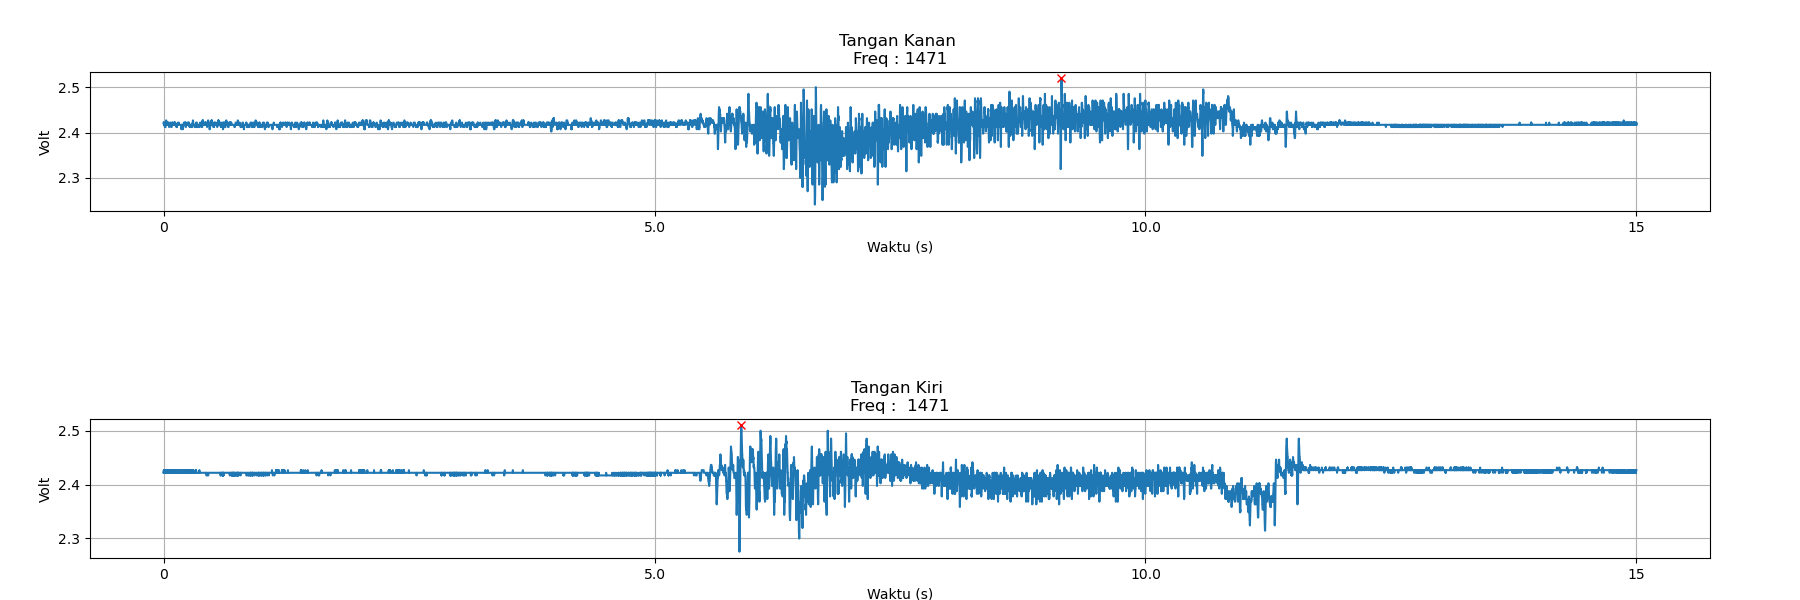 Tangan Kanan
Freq : 1471
2.5
2.4
2.3
Volt
0 5.0 10.0 15
Waktu (s)
Tangan Kiri
Freq :  1471
2.5
2.4
2.3
Volt
0 5.0 10.0 15
Waktu (s)